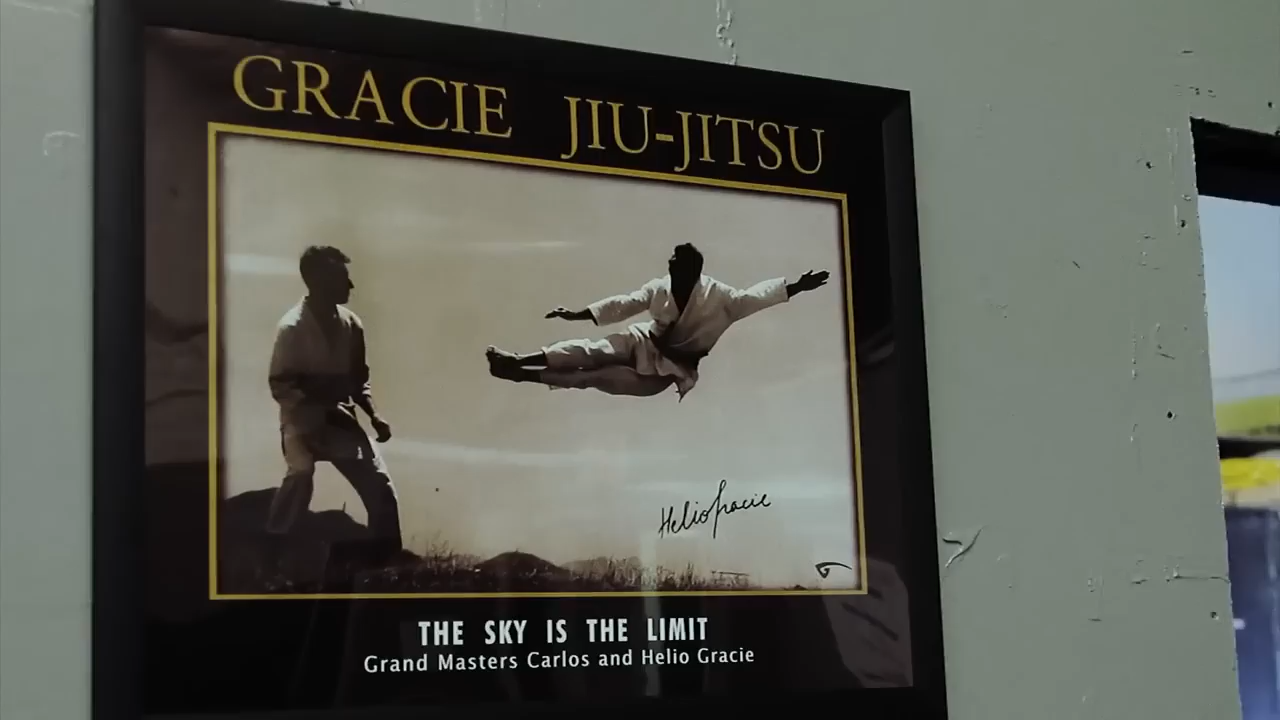 GRACIE JIU-JITSU
Helio Gracie
THE SKY IS THE LIMIT
Grand Masters Carlos and Helio Gracie